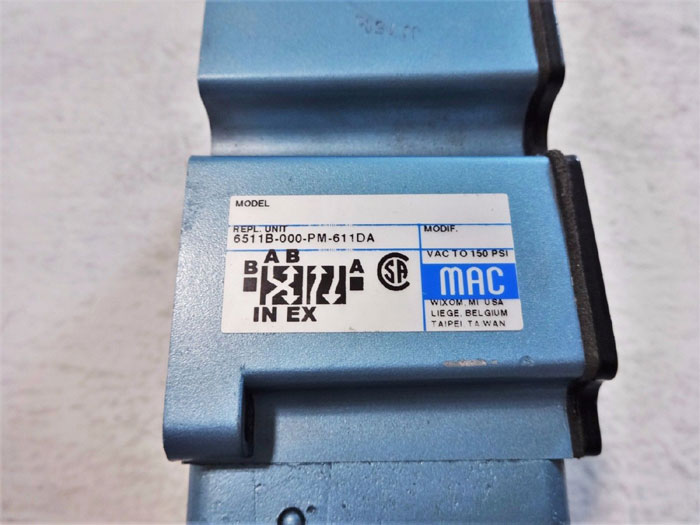 MODEL
REPL. UNIT
6511B-000-PM-611DA
MODIF.
VAC TO 150 PSI
A B
B A
IN EX
SA
MAC
WIXOM, MI USA
LIEGE, BELGIUM
TAIPEI, TAIWAN